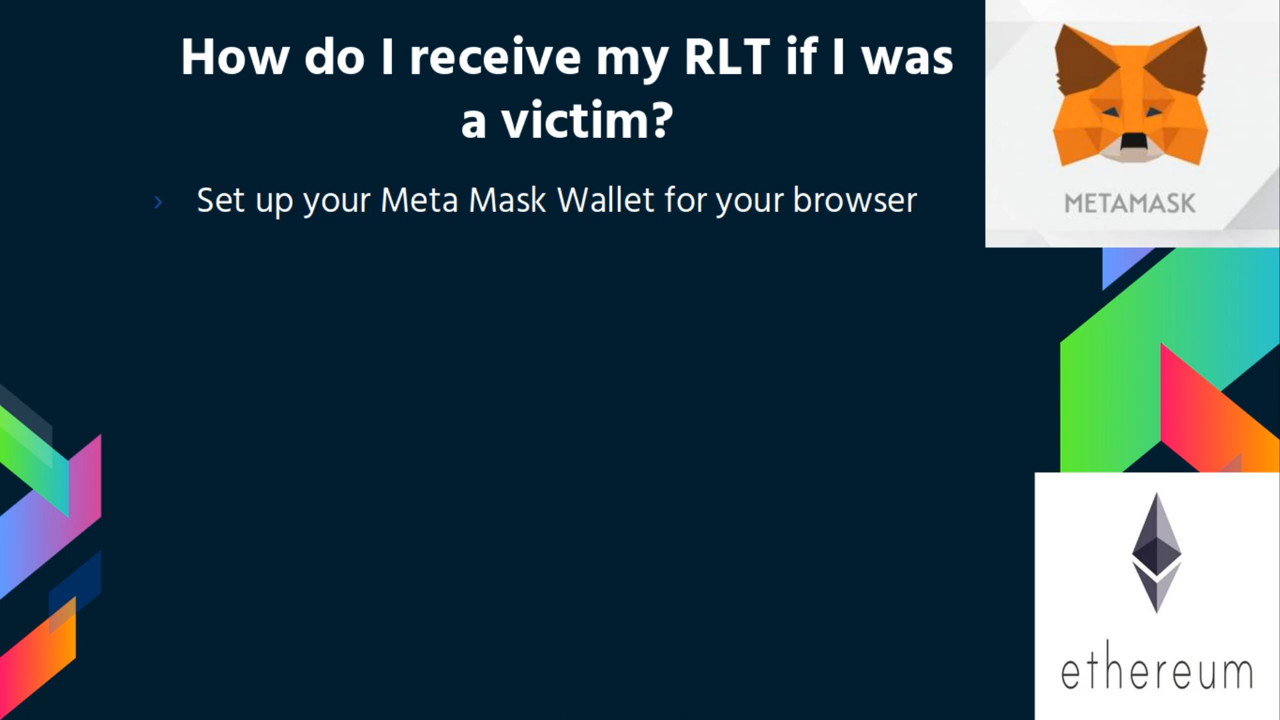 How do I receive my RLT if I was
a victim?
› Set up your Meta Mask Wallet for your browser
METAMASK
ethereum